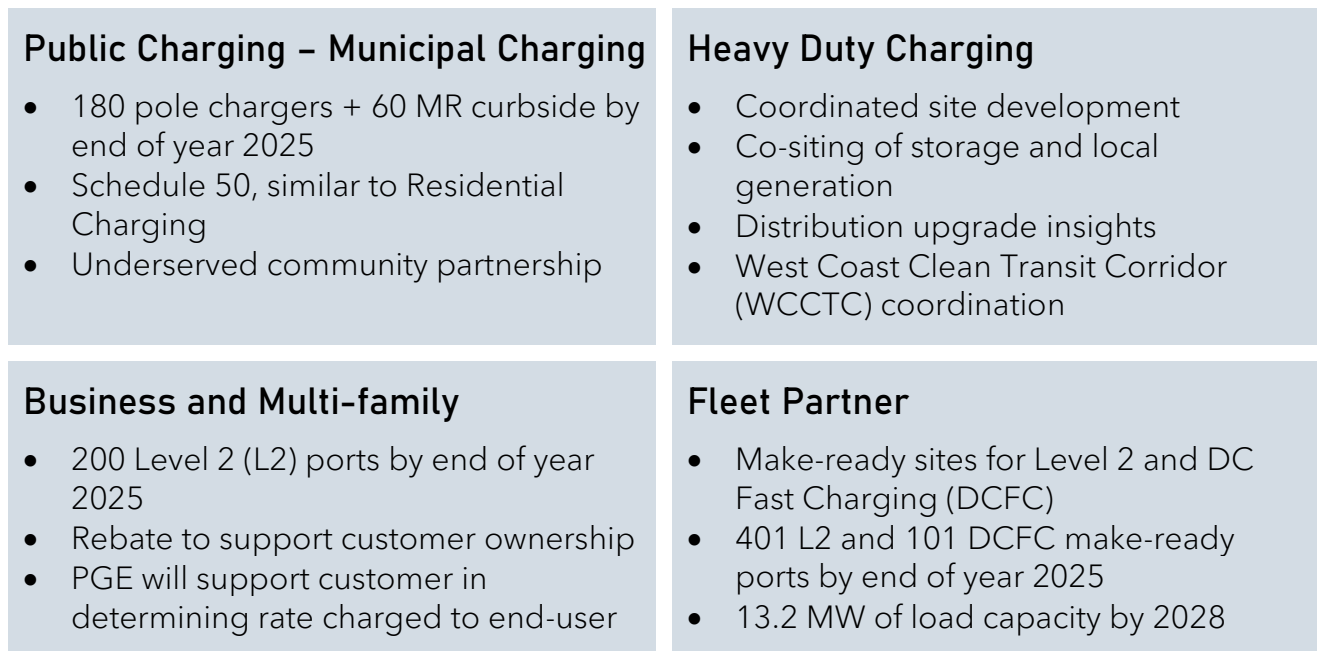 Public Charging – Municipal Charging
• 180 pole chargers + 60 MR curbside by
end of year 2025
• Schedule 50, similar to Residential
Charging
• Underserved community partnership
Heavy Duty Charging
• Coordinated site development
• Co-siting of storage and local
generation
• Distribution upgrade insights
• West Coast Clean Transit Corridor
(WCCTC) coordination
Business and Multi-family
• 200 Level 2 (L2) ports by end of year
2025
• Rebate to support customer ownership
• PGE will support customer in
determining rate charged to end-user
Fleet Partner
• Make-ready sites for Level 2 and DC
Fast Charging (DCFC)
• 401 L2 and 101 DCFC make-ready
ports by end of year 2025
• 13.2 MW of load capacity by 2028